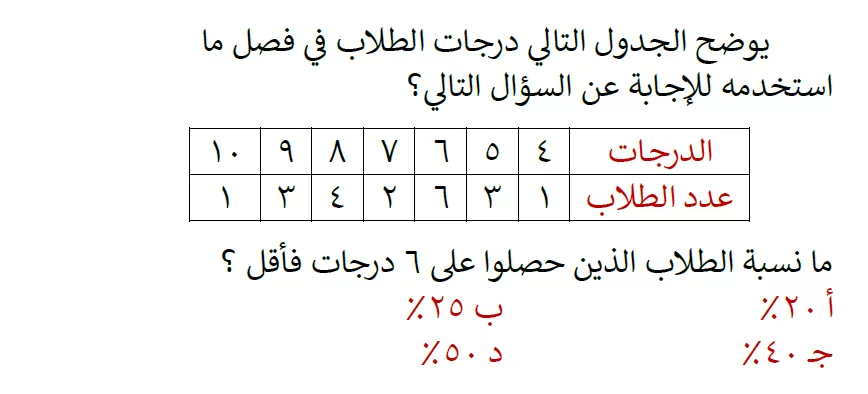 يوضح الجدول التالي درجات الطلاب في فصل ما
استخدمه للإجابة عن السؤال التالي؟
الدرجات ٤ ٥ ٦ ٧ ٨ ٩ ١٠
عدد الطلاب ١ ٣ ٦ ٢ ٤ ٣ ١
ما نسبة الطلاب الذين حصلوا على ٦ درجات فأقل ؟
أ ٢٠٪ ب ٢٥٪
جـ ٤٠٪ د ٥٠٪